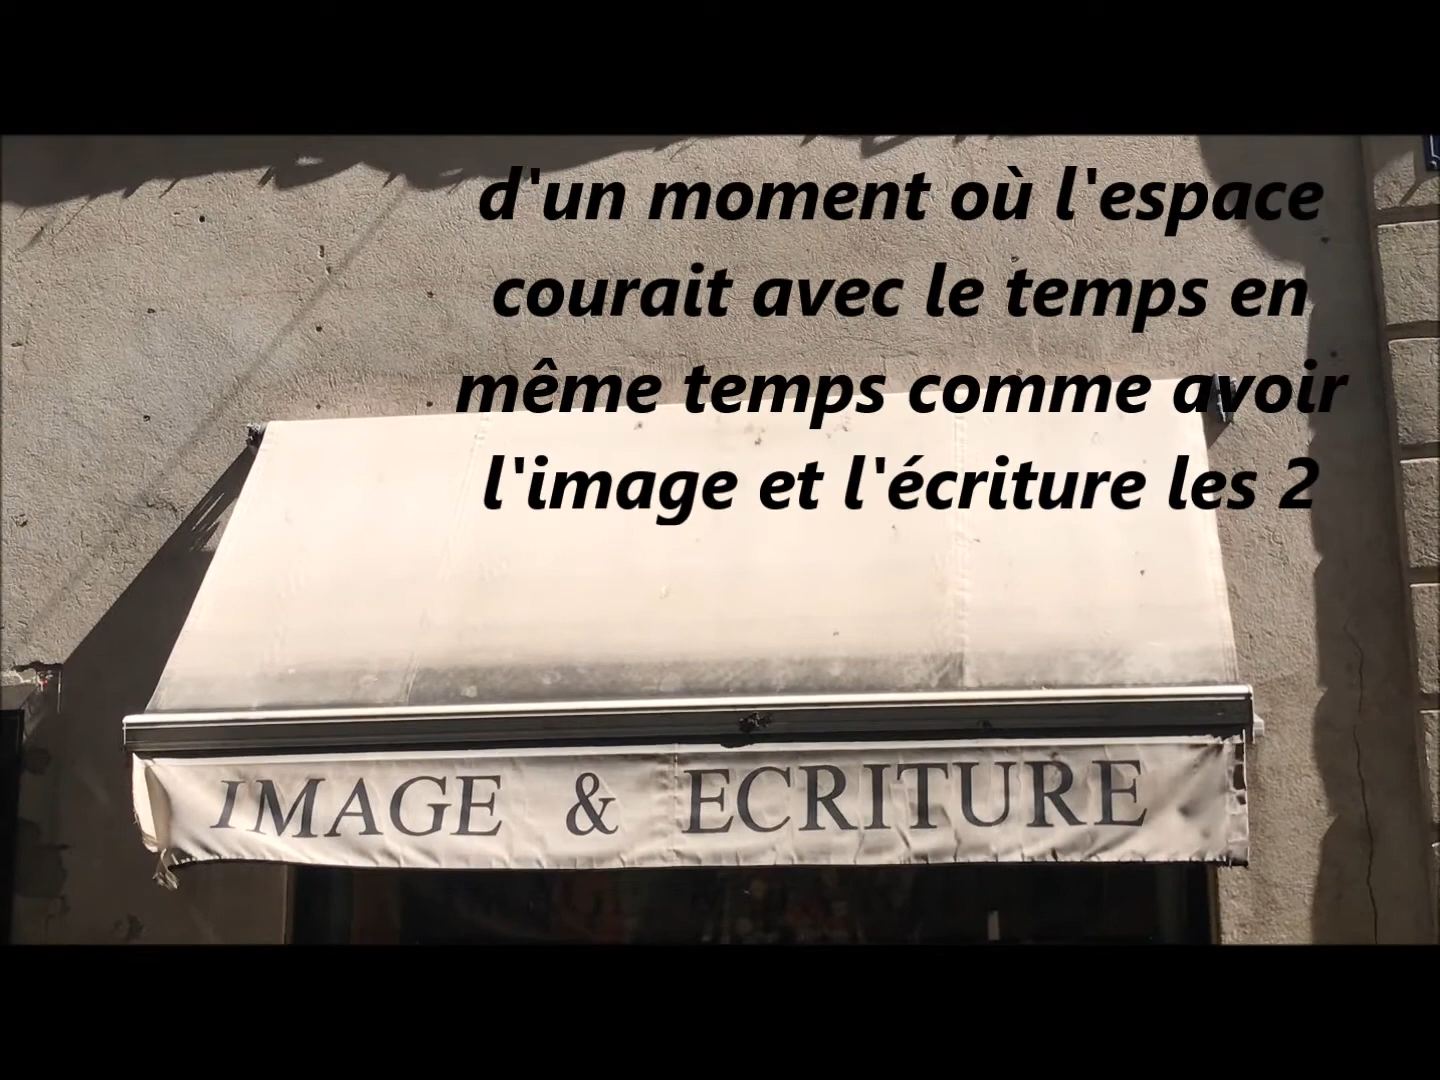 d'un moment où l'espace
courait avec le temps en
même temps comme avoir
l'image et l'écriture les 2
IMAGE & ECRITURE